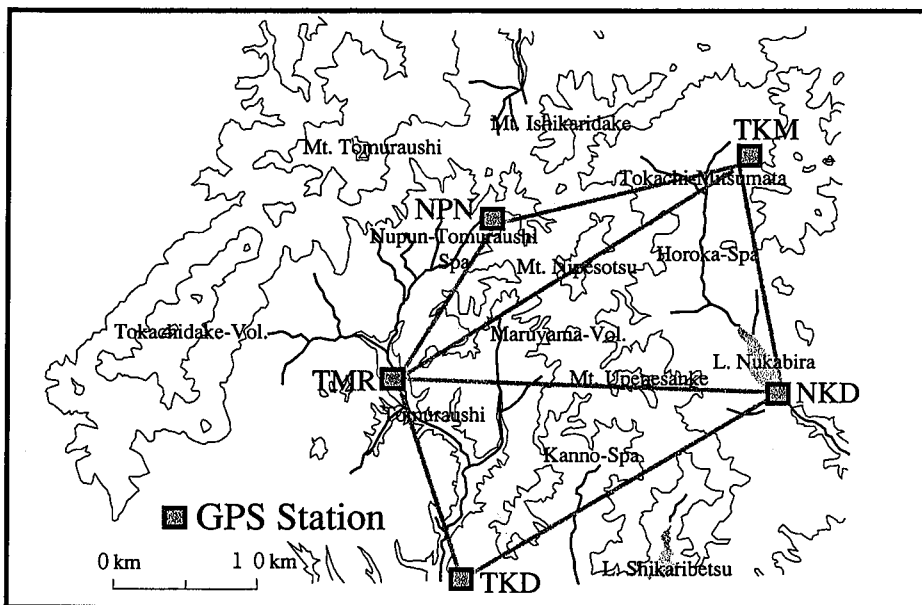 Mt. Ishikaridake
TKM
Mt. Tomuraushi
Tokachi-Mitsumata
NPN
Nupun-Tomuraushi
Spa
Horoka-Spa
Mt. Nipesotsu
Tokachidake-Vol.
Maruyama-Vol.
L. Nukabira
TMR
Mt. Upepesanke
NKD
Tomuraushi
Kanno-Spa
GPS Station
0 km 10 km
TKD
L. Shikaribetsu